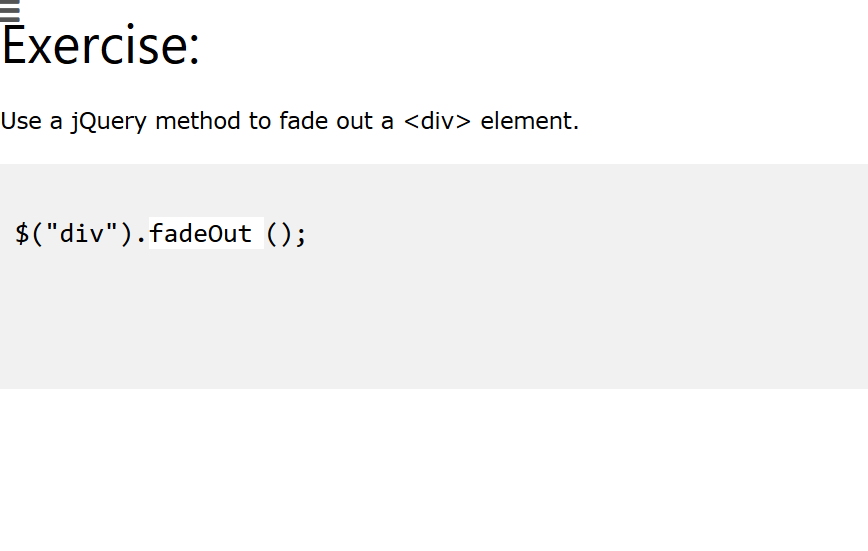 Exercise:
Use a jQuery method to fade out a <div> element.
$("div").fadeOut ();